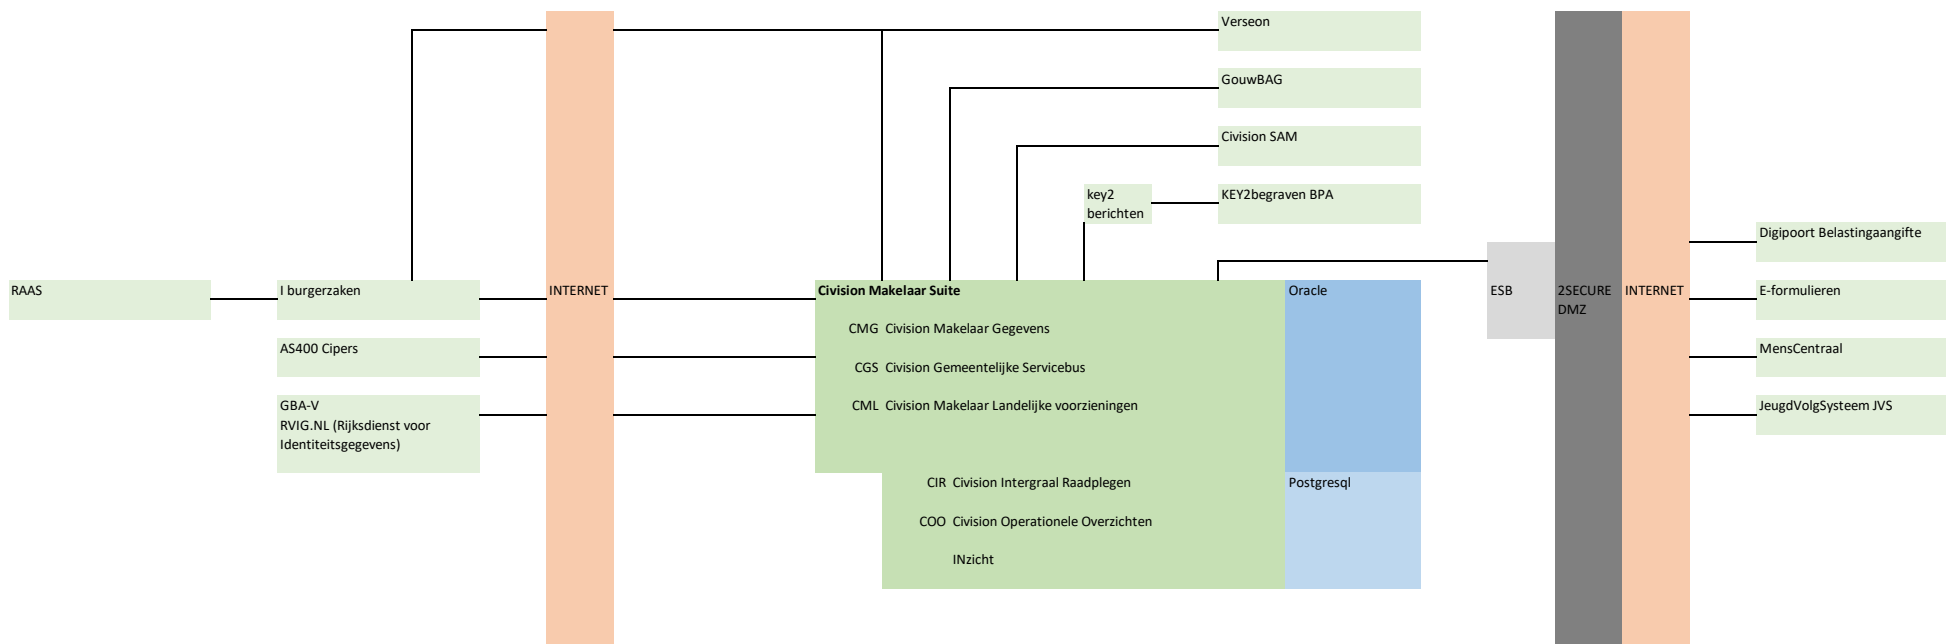 Verseon
GouwBAG
Civision SAM
key2
berichten
KEY2begraven BPA
Digipoort Belastingaangifte
RAAS
I burgerzaken
INTERNET
Civision Makelaar Suite
Oracle
ESB
2SECURE
DMZ
INTERNET
E-formulieren
CMG Civision Makelaar Gegevens
AS400 Cipers
MensCentraal
CGS Civision Gemeentelijke Servicebus
GBA-V
RVIG.NL (Rijksdienst voor
Identiteitsgegevens)
CML Civision Makelaar Landelijke voorzieningen
JeugdVolgSysteem JVS
CIR Civision Intergraal Raadplegen
Postgresql
COO Civision Operationele Overzichten
INzicht